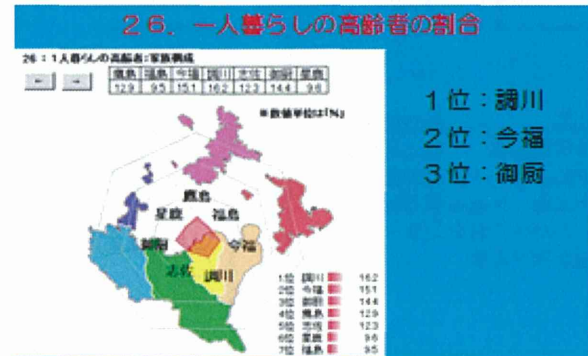 26．一人暮らしの高齢者の割合
26：1人暮らしの高齢者:家族構成
← →
鷹島 福島 今福 調川 志佐 御厨 星鹿
12.9 9.5 15.1 16.2 12.3 14.4 9.6
※数値単位は「%」
1位：調川
2位：今福
3位：御厨
鷹島
星鹿 福島
御厨 今福
志佐 調川
1位 調川 16.2
2位 今福 15.1
3位 御厨 14.4
4位 鷹島 12.9
5位 志佐 12.3
6位 星鹿 9.6
7位 福島 9.5